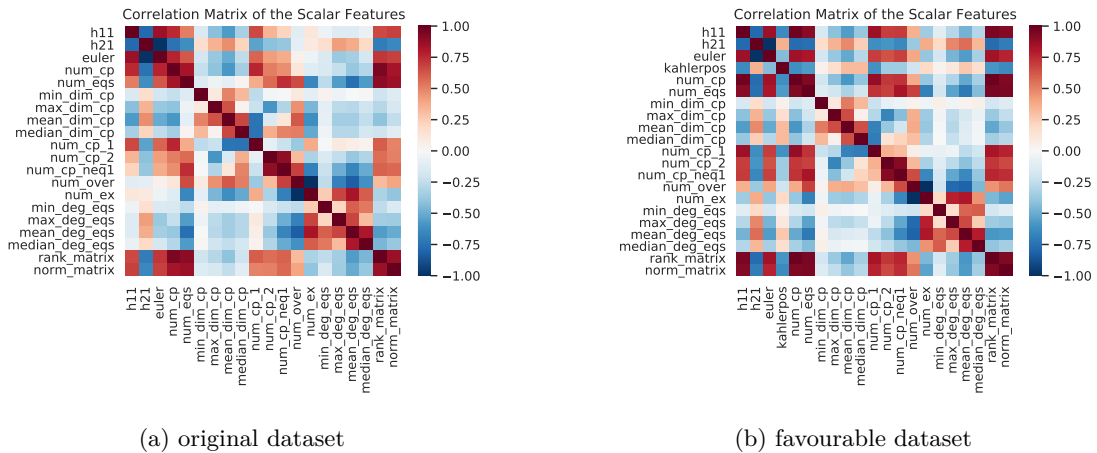 Correlation Matrix of the Scalar Features
h11
h21
euler
num_cp
num_eqs
min_dim_cp
max_dim_cp
mean_dim_cp
median_dim_cp
num_cp_1
num_cp_2
num_cp_neq1
num_over
num_ex
min_deg_eqs
max_deg_eqs
mean_deg_eqs
median_deg_eqs
rank_matrix
norm_matrix
h11
h21
euler
num_cp
num_eqs
min_dim_cp
max_dim_cp
mean_dim_cp
median_dim_cp
num_cp_1
num_cp_2
num_cp_neq1
num_over
num_ex
min_deg_eqs
max_deg_eqs
mean_deg_eqs
median_deg_eqs
rank_matrix
norm_matrix
1.00
0.75
0.50
0.25
0.00
−0.25
−0.50
−0.75
−1.00
(a) original dataset
Correlation Matrix of the Scalar Features
h11
h21
euler
kahlerpos
num_cp
num_eqs
min_dim_cp
max_dim_cp
mean_dim_cp
median_dim_cp
num_cp_1
num_cp_2
num_cp_neq1
num_over
num_ex
min_deg_eqs
max_deg_eqs
mean_deg_eqs
median_deg_eqs
rank_matrix
norm_matrix
h11
h21
euler
kahlerpos
num_cp
num_eqs
min_dim_cp
max_dim_cp
mean_dim_cp
median_dim_cp
num_cp_1
num_cp_2
num_cp_neq1
num_over
num_ex
min_deg_eqs
max_deg_eqs
mean_deg_eqs
median_deg_eqs
rank_matrix
norm_matrix
1.00
0.75
0.50
0.25
0.00
−0.25
−0.50
−0.75
−1.00
(b) favourable dataset